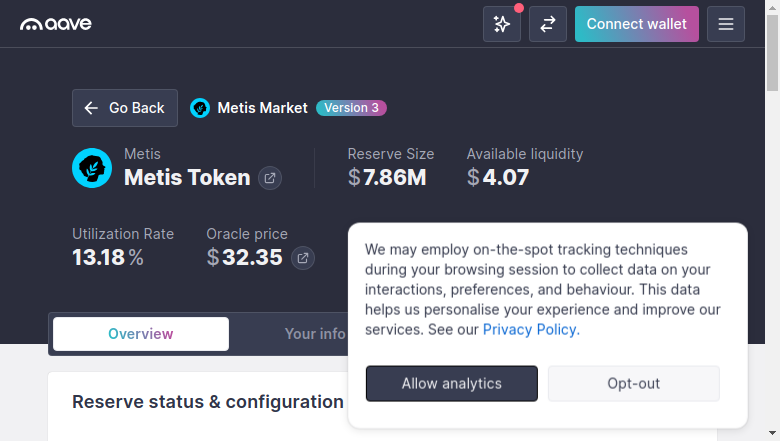 aave
Connect wallet
Go Back
Metis Market
Version 3
Metis
Metis Token
Reserve Size
$7.86M
Available liquidity
$4.07
Utilization Rate
13.18%
Oracle price
$32.35
We may employ on-the-spot tracking techniques
during your browsing session to collect data on your
interactions, preferences, and behaviour. This data
helps us personalise your experience and improve our
services. See our Privacy Policy.
Allow analytics
Opt-out
Overview
Your info
Reserve status & configuration